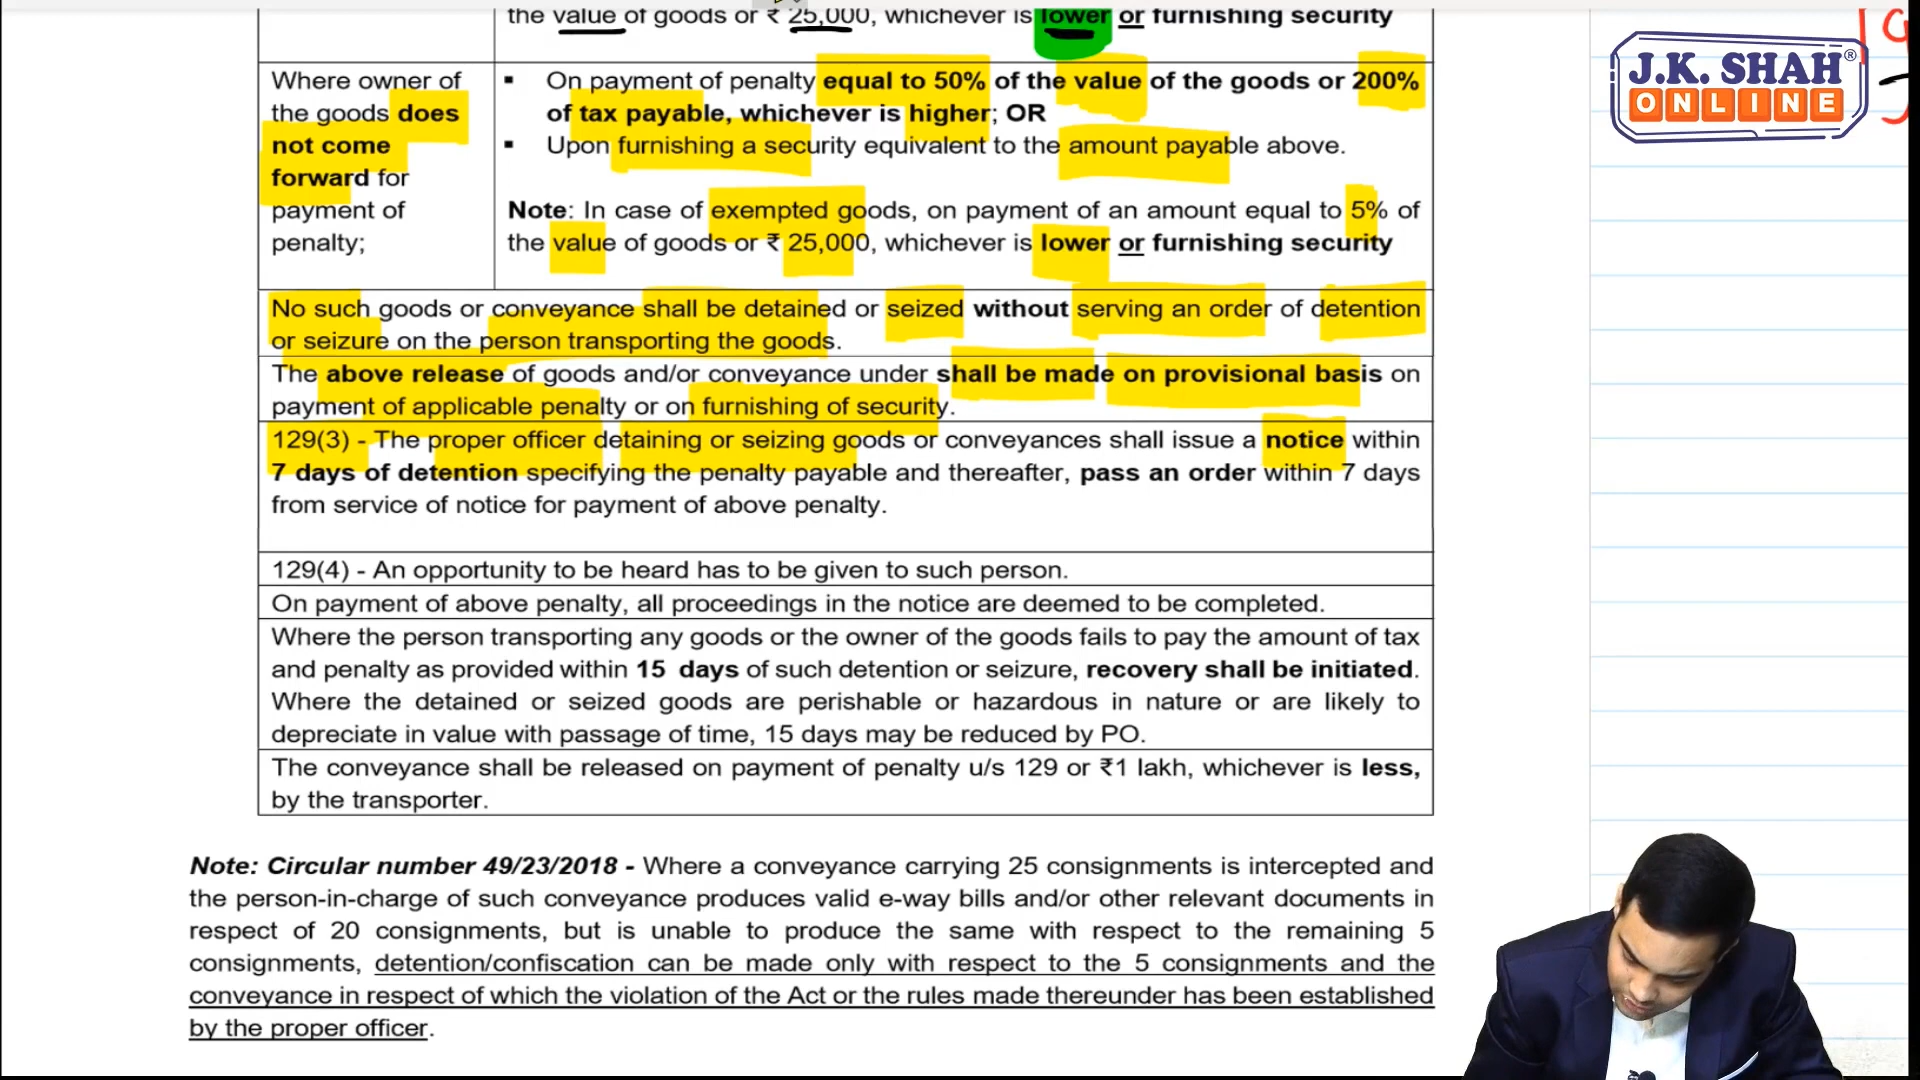 the value of goods or ₹ 25,000, whichever is lower or furnishing security
J.K. SHAH®
ONLINE
Where owner of
the goods does
not come
forward for
payment of
penalty;
▪ On payment of penalty equal to 50% of the value of the goods or 200%
of tax payable, whichever is higher; OR
▪ Upon furnishing a security equivalent to the amount payable above.
Note: In case of exempted goods, on payment of an amount equal to 5% of
the value of goods or ₹ 25,000, whichever is lower or furnishing security
No such goods or conveyance shall be detained or seized without serving an order of detention
or seizure on the person transporting the goods.
The above release of goods and/or conveyance under shall be made on provisional basis on
payment of applicable penalty or on furnishing of security.
129(3) - The proper officer detaining or seizing goods or conveyances shall issue a notice within
7 days of detention specifying the penalty payable and thereafter, pass an order within 7 days
from service of notice for payment of above penalty.
129(4) - An opportunity to be heard has to be given to such person.
On payment of above penalty, all proceedings in the notice are deemed to be completed.
Where the person transporting any goods or the owner of the goods fails to pay the amount of tax
and penalty as provided within 15 days of such detention or seizure, recovery shall be initiated.
Where the detained or seized goods are perishable or hazardous in nature or are likely to
depreciate in value with passage of time, 15 days may be reduced by PO.
The conveyance shall be released on payment of penalty u/s 129 or ₹1 lakh, whichever is less,
by the transporter.
Note: Circular number 49/23/2018 - Where a conveyance carrying 25 consignments is intercepted and
the person-in-charge of such conveyance produces valid e-way bills and/or other relevant documents in
respect of 20 consignments, but is unable to produce the same with respect to the remaining 5
consignments, detention/confiscation can be made only with respect to the 5 consignments and the
conveyance in respect of which the violation of the Act or the rules made thereunder has been established
by the proper officer.